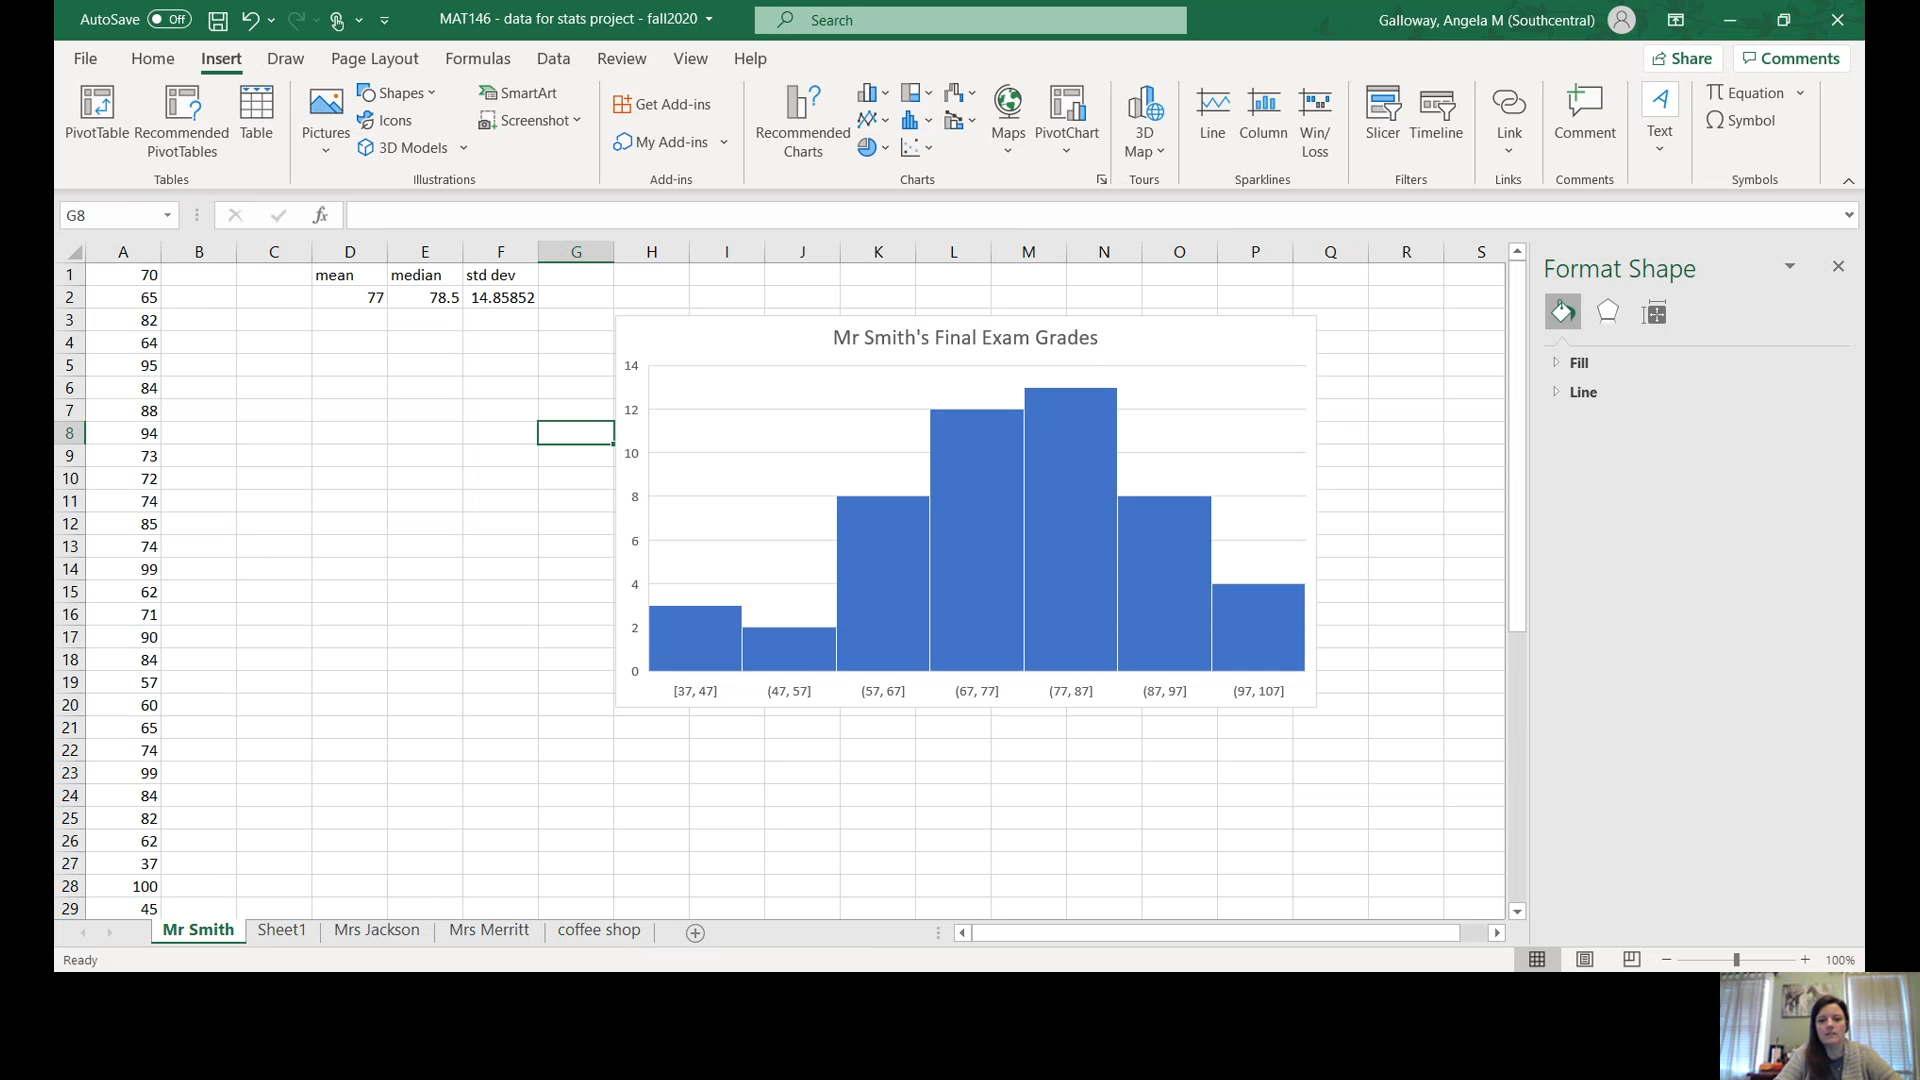 AutoSave Off MAT146 - data for stats project - fall2020 Search Galloway, Angela M (Southcentral)
File Home Insert Draw Page Layout Formulas Data Review View Help Share Comments
PivotTable Recommended PivotTables Table
Tables
Pictures Shapes Icons 3D Models SmartArt Screenshot
Illustrations
Get Add-ins
My Add-ins
Add-ins
Recommended Charts Maps PivotChart
Charts
3D Map
Tours
Line Column Win/Loss
Sparklines
Slicer Timeline
Filters
Link
Links
Comment
Comments
Text
Equation
Symbol
Symbols
G8 fx
A B C D E F G H I J K L M N O P Q R S
1 70 mean median std dev
2 65 77 78.5 14.85852
3 82
4 64
5 95
6 84
7 88
8 94
9 73
10 72
11 74
12 85
13 74
14 99
15 62
16 71
17 90
18 84
19 57
20 60
21 65
22 74
23 99
24 84
25 82
26 62
27 37
28 100
29 45
Mr Smith's Final Exam Grades
14
12
10
8
6
4
2
0
[37, 47] (47, 57] (57, 67] (67, 77] (77, 87] (87, 97] (97, 107]
Format Shape
Fill
Line
Mr Smith Sheet1 Mrs Jackson Mrs Merritt coffee shop
Ready 100%